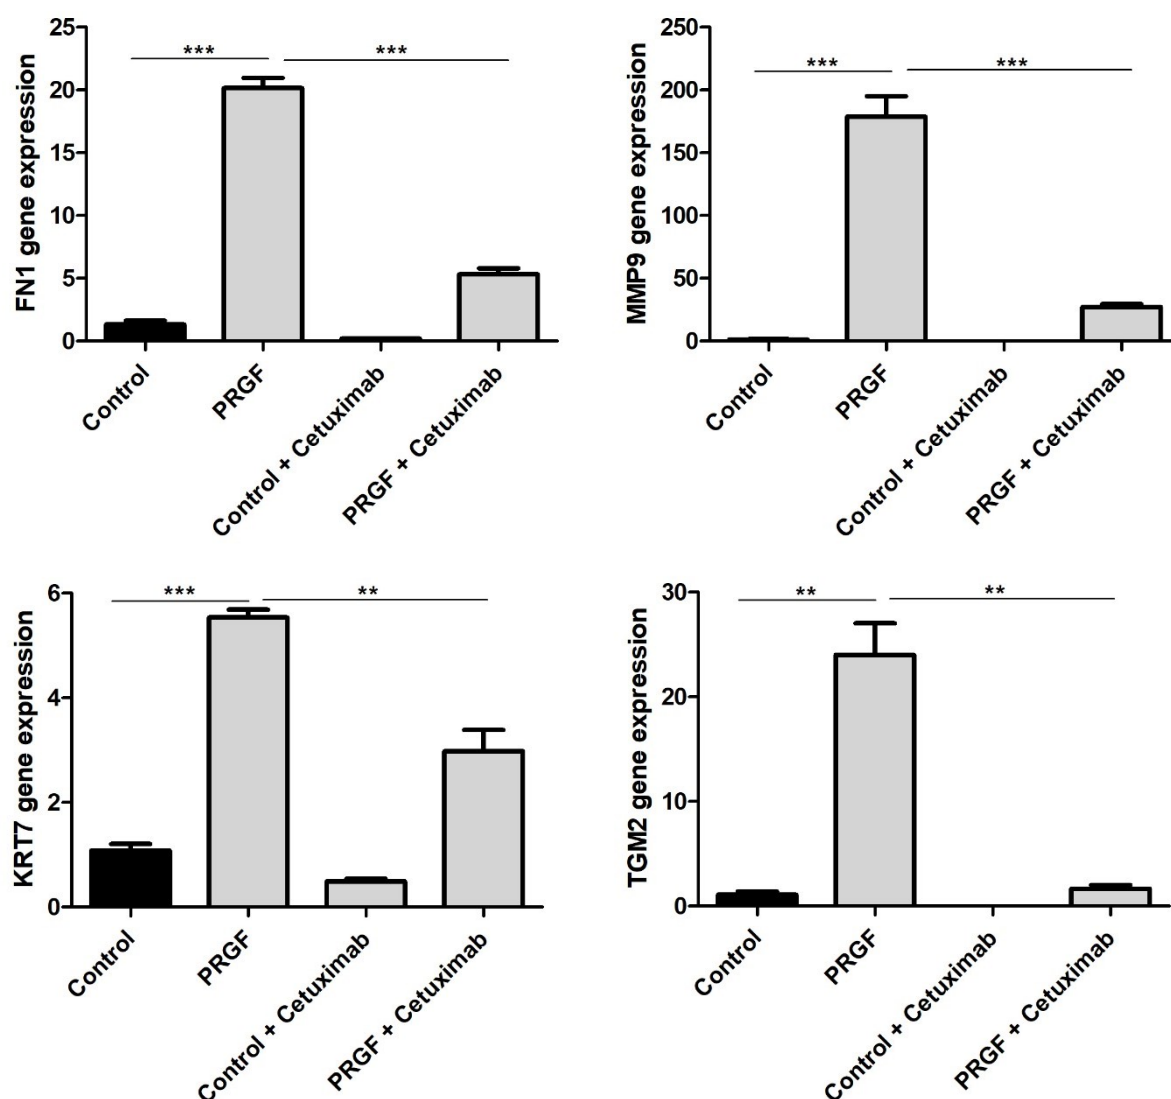 FN1 gene expression
25
20
15
10
5
0
***
***
Control
PRGF
Control + Cetuximab
PRGF + Cetuximab
MMP9 gene expression
250
200
150
100
50
0
***
***
Control
PRGF
Control + Cetuximab
PRGF + Cetuximab
KRT7 gene expression
6
4
2
0
***
**
Control
PRGF
Control + Cetuximab
PRGF + Cetuximab
TGM2 gene expression
30
20
10
0
**
**
Control
PRGF
Control + Cetuximab
PRGF + Cetuximab